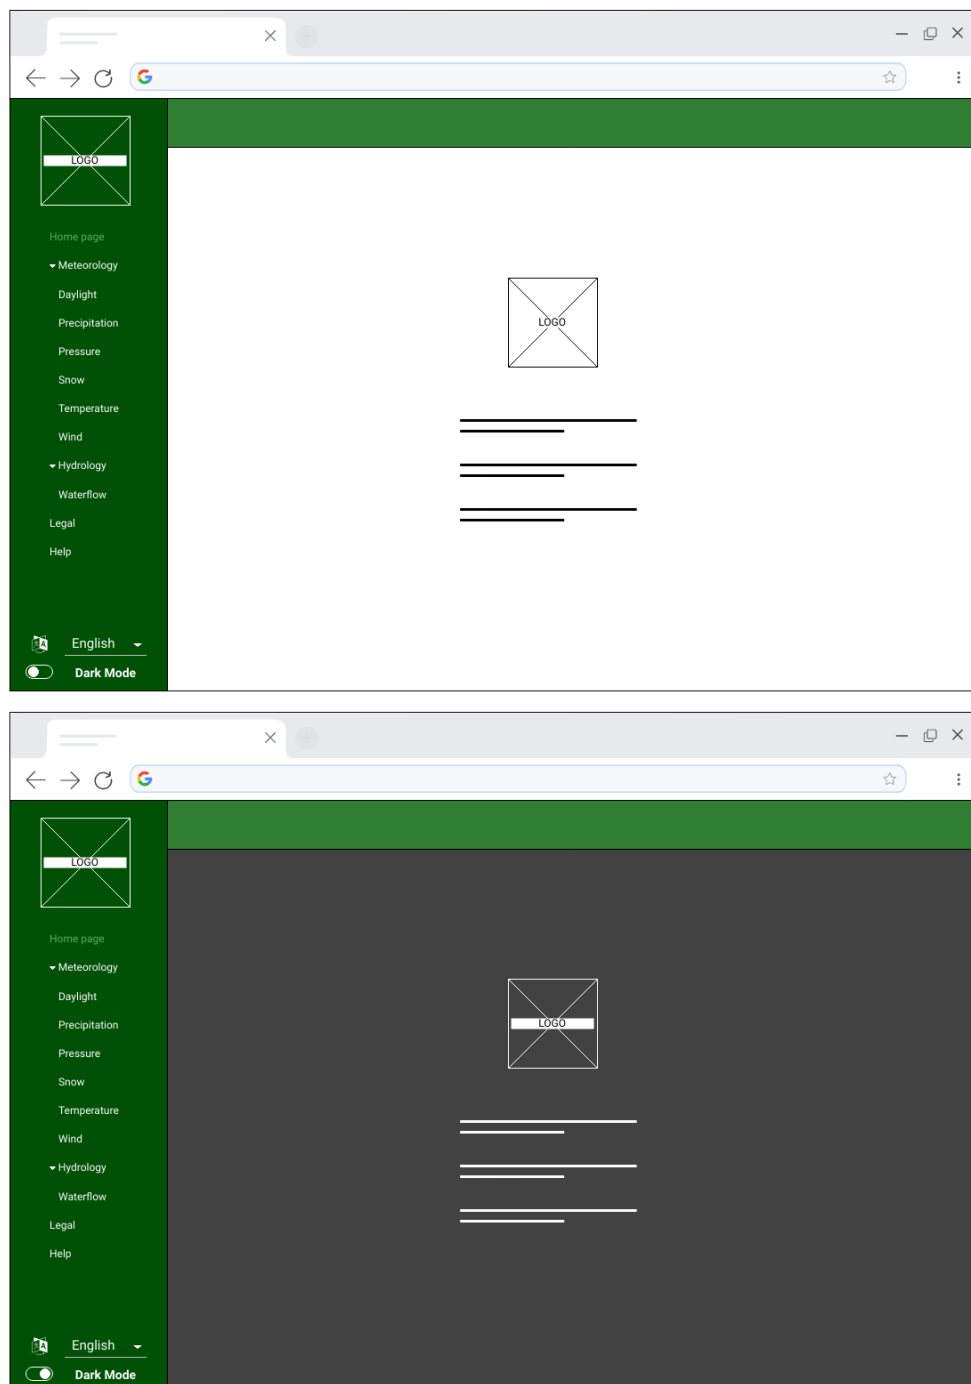 LOGO
Home page
Meteorology
Daylight
Precipitation
Pressure
Snow
Temperature
Wind
Hydrology
Waterflow
Legal
Help
English
Dark Mode
LOGO
LOGO
Home page
Meteorology
Daylight
Precipitation
Pressure
Snow
Temperature
Wind
Hydrology
Waterflow
Legal
Help
English
Dark Mode
LOGO